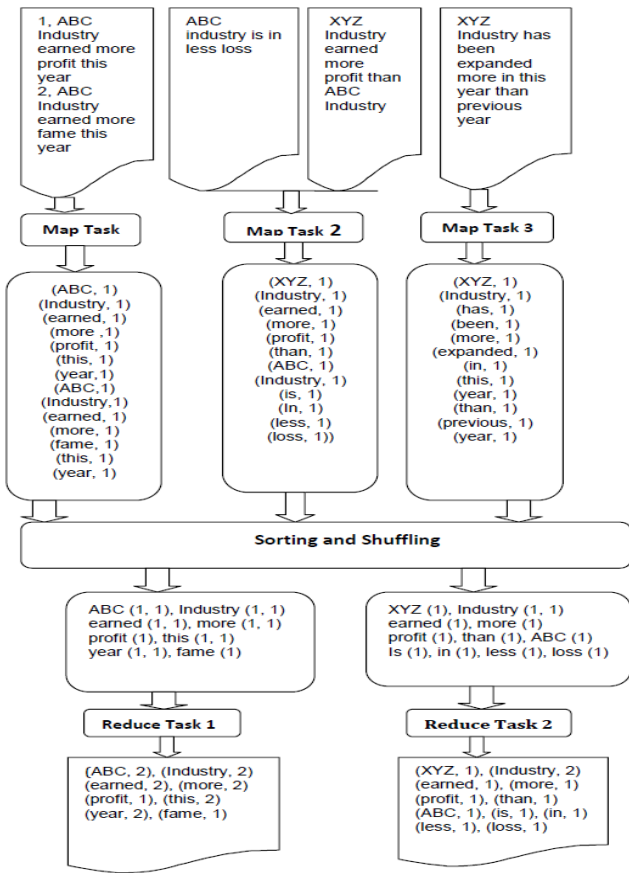 1, ABC
Industry
earned more
profit this
year
2, ABC
Industry
earned more
fame this
year
ABC
industry is in
less loss
XYZ
Industry
earned
more
profit than
ABC
Industry
XYZ
Industry has
been
expanded
more in this
year than
previous
year
Map Task
Map Task 2
Map Task 3
(ABC, 1)
(Industry, 1)
(earned, 1)
(more ,1)
(profit, 1)
(this, 1)
(year,1)
(ABC,1)
(Industry,1)
(earned, 1)
(more, 1)
(fame, 1)
(this, 1)
(year, 1)
(XYZ, 1)
(Industry, 1)
(earned, 1)
(more, 1)
(profit, 1)
(than, 1)
(ABC, 1)
(Industry, 1)
(is, 1)
(In, 1)
(less, 1)
(loss, 1))
(XYZ, 1)
(Industry, 1)
(has, 1)
(been, 1)
(more, 1)
(expanded, 1)
(in, 1)
(this, 1)
(year, 1)
(than, 1)
(previous, 1)
(year, 1)
Sorting and Shuffling
ABC (1, 1), Industry (1, 1)
earned (1, 1), more (1, 1)
profit (1), this (1, 1)
year (1, 1), fame (1)
XYZ (1), Industry (1, 1)
earned (1), more (1)
profit (1), than (1), ABC (1)
Is (1), in (1), less (1), loss (1)
Reduce Task 1
Reduce Task 2
(ABC, 2), (Industry, 2)
(earned, 2), (more, 2)
(profit, 1), (this, 2)
(year, 2), (fame, 1)
(XYZ, 1), (Industry, 2)
(earned, 1), (more, 1)
(profit, 1), (than, 1)
(ABC, 1), (is, 1), (in, 1)
(less, 1), (loss, 1)